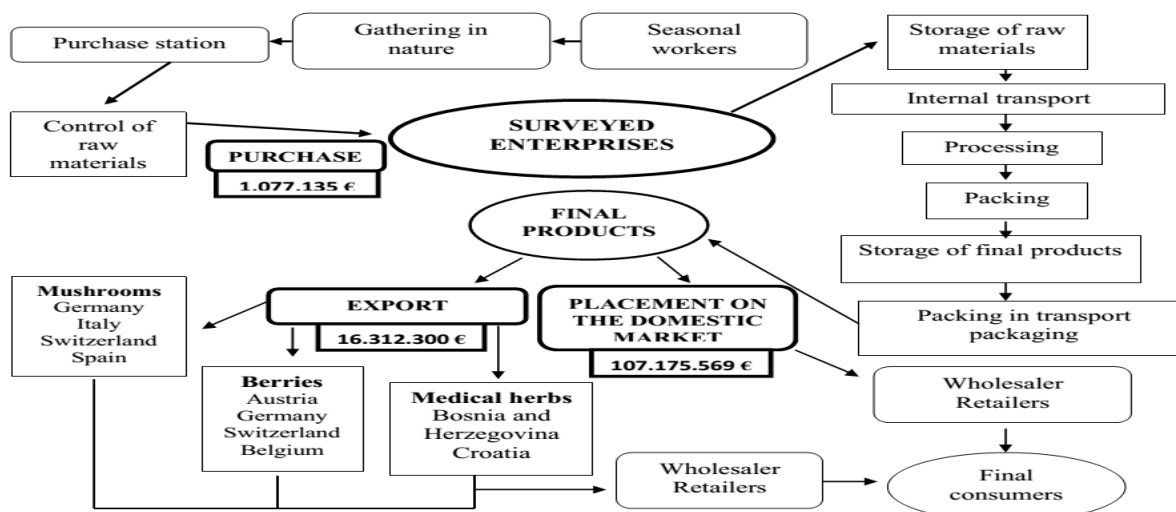 Purchase station
Gathering in
nature
Seasonal
workers
Storage of raw
materials
Control of
raw
materials
PURCHASE
1.077.135 €
SURVEYED
ENTERPRISES
Internal transport
Processing
Packing
Storage of final products
Packing in transport
packaging
FINAL
PRODUCTS
EXPORT
16.312.300 €
PLACEMENT ON
THE DOMESTIC
MARKET
107.175.569 €
Mushrooms
Germany
Italy
Switzerland
Spain
Berries
Austria
Germany
Switzerland
Belgium
Medical herbs
Bosnia and
Herzegovina
Croatia
Wholesaler
Retailers
Wholesaler
Retailers
Final
consumers